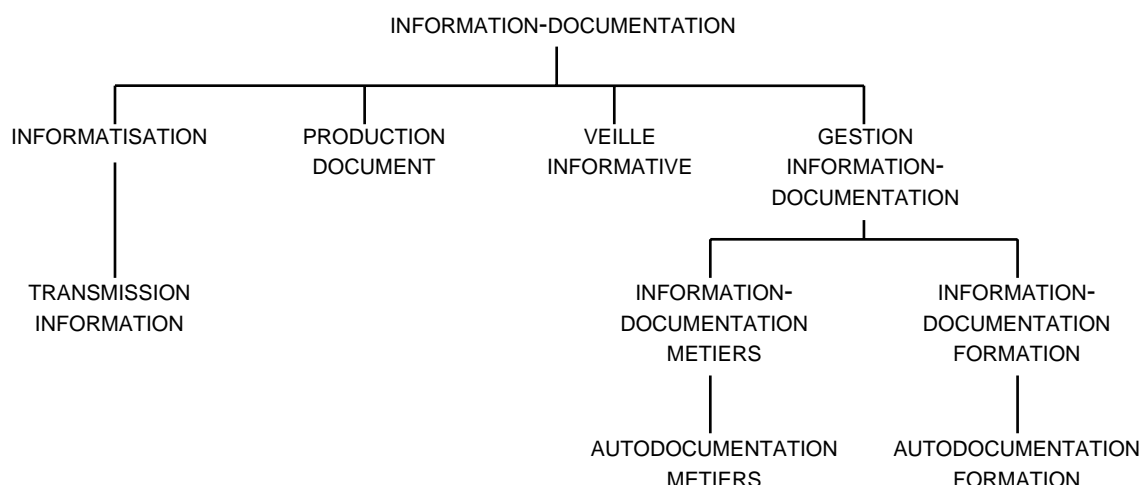 INFORMATION-DOCUMENTATION
INFORMATISATION
PRODUCTION
DOCUMENT
VEILLE
INFORMATIVE
GESTION
INFORMATION-
DOCUMENTATION
TRANSMISSION
INFORMATION
INFORMATION-
DOCUMENTATION
METIERS
INFORMATION-
DOCUMENTATION
FORMATION
AUTODOCUMENTATION
METIERS
AUTODOCUMENTATION
FORMATION